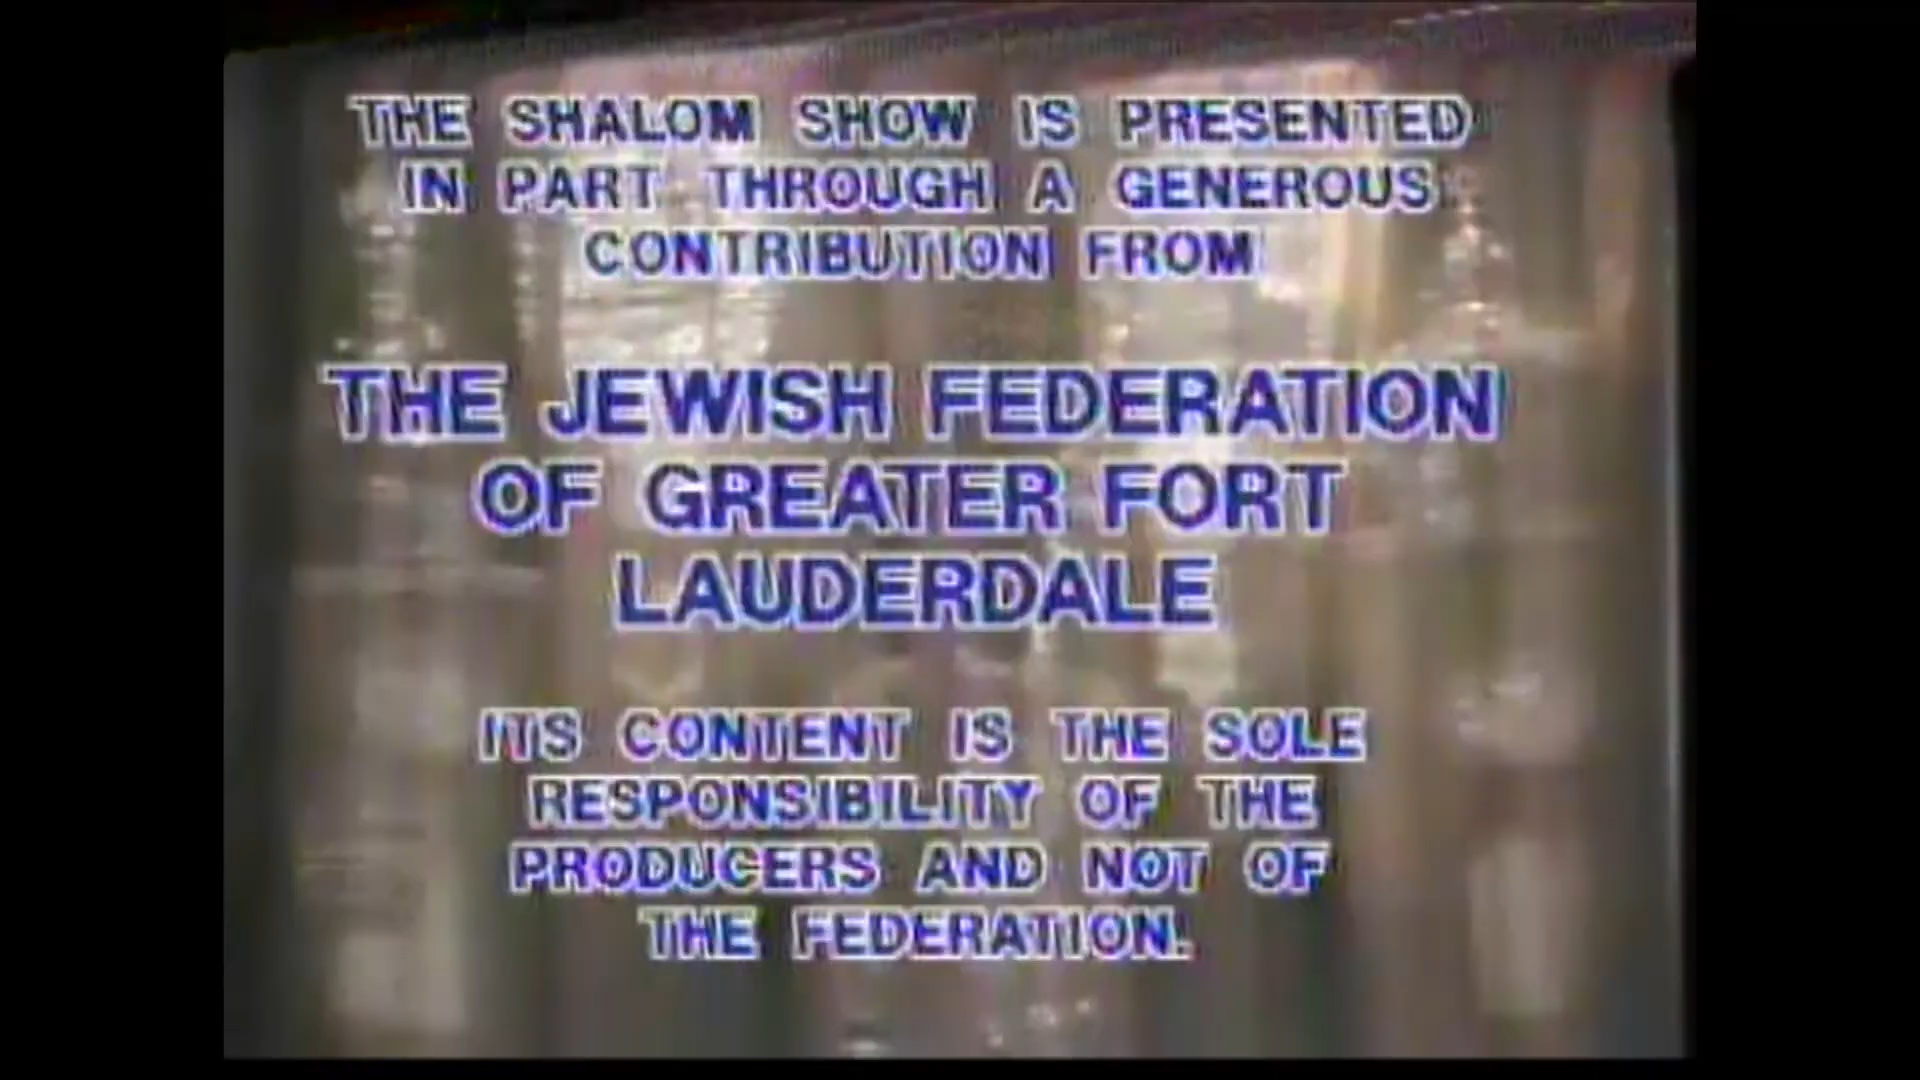 THE SHALOM SHOW IS PRESENTED
IN PART THROUGH A GENEROUS
CONTRIBUTION FROM
THE JEWISH FEDERATION
OF GREATER FORT
LAUDERDALE
ITS CONTENT IS THE SOLE
RESPONSIBILITY OF THE
PRODUCERS AND NOT OF
THE FEDERATION.